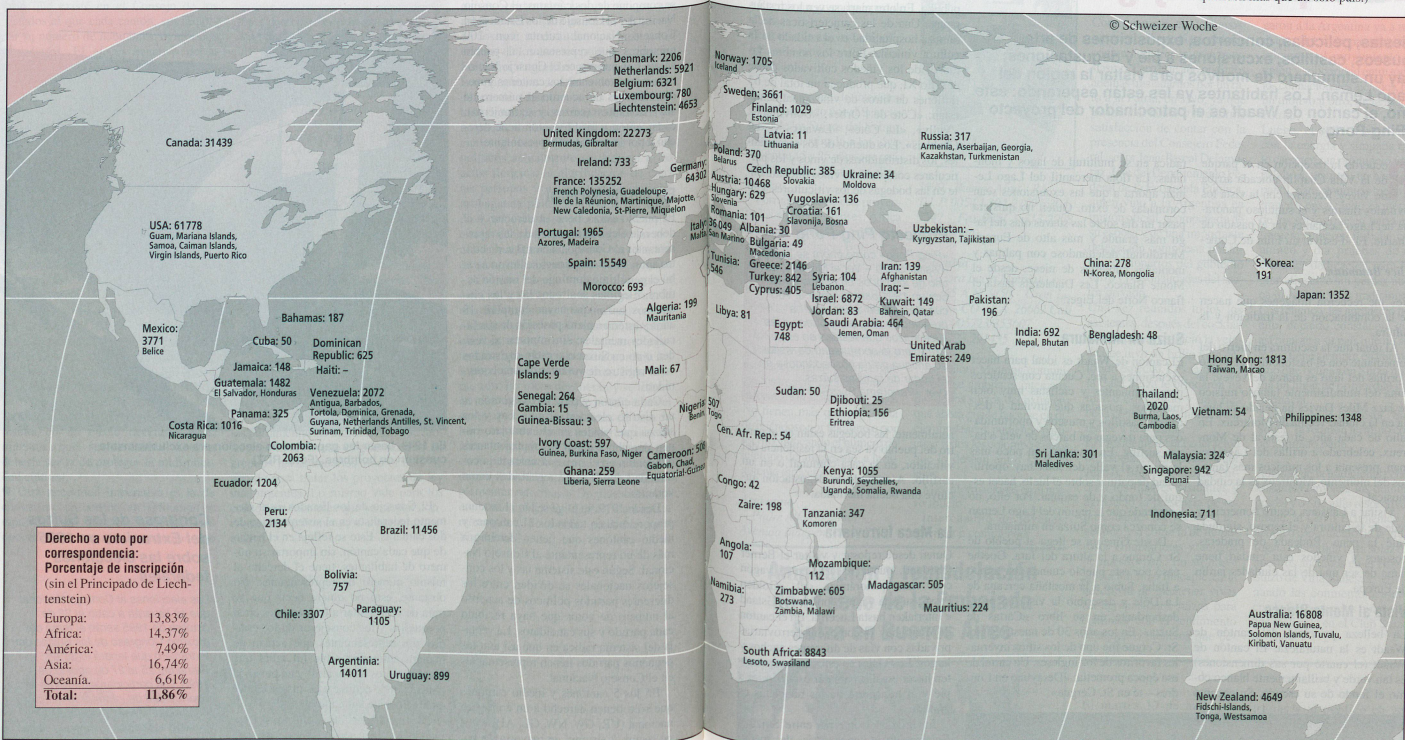 que un solo país.)
© Schweizer Woche
Denmark: 2206
Netherlands: 5921
Belgium: 6321
Luxembourg: 780
Liechtenstein: 4653
Norway: 1705
Iceland
Sweden: 3661
Finland: 1029
Estonia
Canada: 31439
United Kingdom: 22273
Bermudas, Gibraltar
Ireland: 733
Germany:
64302
Latvia: 11
Lithuania
Poland: 370
Belarus
Czech Republic: 385
Slovakia
Ukraine: 34
Moldova
Russia: 317
Armenia, Aserbaijan, Georgia,
Kazakhstan, Turkmenistan
France: 135252
French Polynesia, Guadeloupe,
Ile de la Réunion, Martinique, Majotte,
New Caledonia, St-Pierre, Miquelon
Austria: 10468
Hungary: 629
Slovenia
Yugoslavia: 136
Croatia: 161
Slavonija, Bosna
Romania: 101
USA: 61778
Guam, Mariana Islands,
Samoa, Caiman Islands,
Virgin Islands, Puerto Rico
Portugal: 1965
Azores, Madeira
Italy: 36049
Malta, San Marino
Albania: 30
Bulgaria: 49
Macedonia
Uzbekistan: –
Kyrgyzstan, Tajikistan
Spain: 15549
Tunisia:
546
Greece: 2146
Turkey: 842
Cyprus: 405
Syria: 104
Lebanon
Israel: 6872
Jordan: 83
Iran: 139
Afghanistan
Iraq: –
Kuwait: 149
Bahrein, Qatar
China: 278
N-Korea, Mongolia
S-Korea:
191
Japan: 1352
Morocco: 693
Algeria: 199
Mauritania
Libya: 81
Egypt:
748
Saudi Arabia: 464
Jemen, Oman
Pakistan:
196
United Arab
Emirates: 249
India: 692
Nepal, Bhutan
Bangladesh: 48
Hong Kong: 1813
Taiwan, Macao
Mexico:
3771
Belice
Bahamas: 187
Cuba: 50
Dominican
Republic: 625
Haiti: –
Jamaica: 148
Guatemala: 1482
El Salvador, Honduras
Panama: 325
Costa Rica: 1016
Nicaragua
Venezuela: 2072
Antigua, Barbados,
Tortola, Dominica, Grenada,
Guyana, Netherlands Antilles, St. Vincent,
Surinam, Trinidad, Tobago
Colombia:
2063
Ecuador: 1204
Cape Verde
Islands: 9
Mali: 67
Senegal: 264
Gambia: 15
Guinea-Bissau: 3
Nigeria: 507
Benin, Togo
Sudan: 50
Djibouti: 25
Ethiopia: 156
Eritrea
Ivory Coast: 597
Guinea, Burkina Faso, Niger
Ghana: 259
Liberia, Sierra Leone
Cameroon:
Gabon, Chad,
Equatorial-Guinea
Cen. Afr. Rep.: 54
Thailand:
2020
Burma, Laos,
Cambodia
Vietnam: 54
Philippines: 1348
Sri Lanka: 301
Maledives
Malaysia: 324
Singapore: 942
Brunai
Indonesia: 711
Congo: 42
Kenya: 1055
Burundi, Seychelles,
Uganda, Somalia, Rwanda
Zaire: 198
Tanzania: 347
Komoren
Angola:
107
Mozambique:
112
Namibia:
273
Zimbabwe: 605
Botswana,
Zambia, Malawi
Madagascar: 505
Mauritius: 224
South Africa: 8843
Lesoto, Swasiland
Peru:
2134
Brazil: 11456
Bolivia:
757
Chile: 3307
Paraguay:
1105
Argentinia:
14011
Uruguay: 899
Australia: 16808
Papua New Guinea,
Solomon Islands, Tuvalu,
Kiribati, Vanuatu
New Zealand: 4649
Fidschi-Islands,
Tonga, Westsamoa
Derecho a voto por
correspondencia:
Porcentaje de inscripción
(sin el Principado de Liech-
tenstein)
Europa: 13,83%
Africa: 14,37%
América: 7,49%
Asia: 16,74%
Oceanía. 6,61%
Total: 11,86%